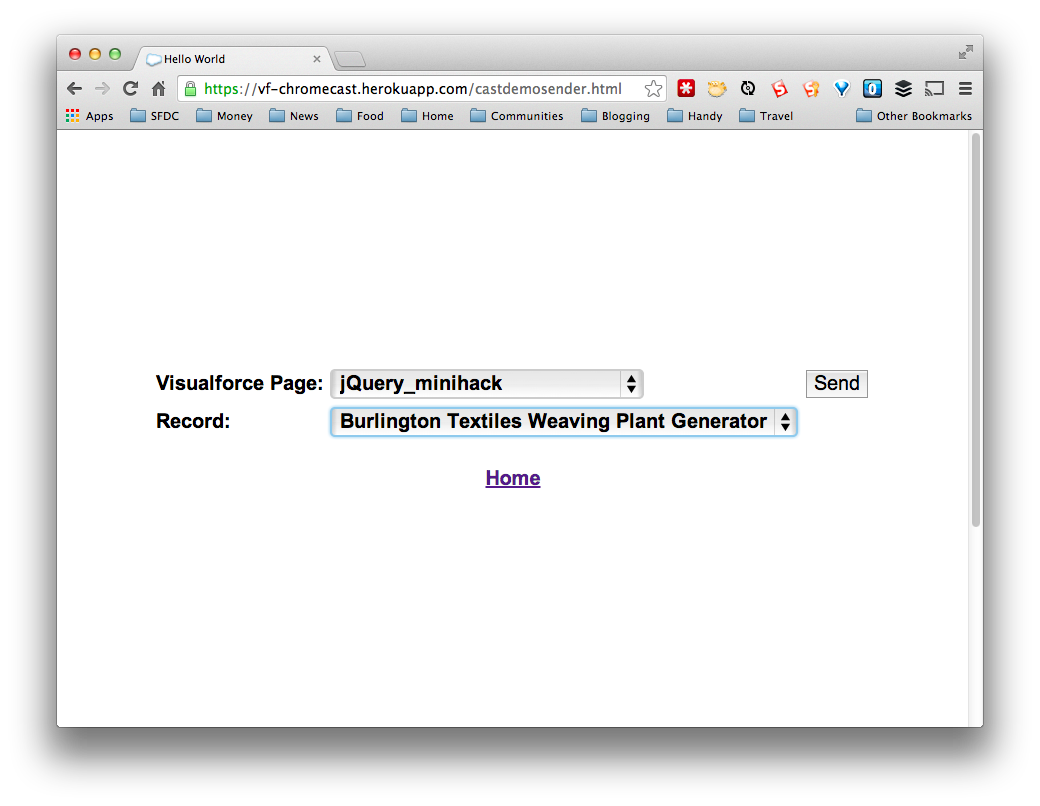 Hello World
https://vf-chromecast.herokuapp.com/castdemosender.html
Apps SFDC Money News Food Home Communities Blogging Handy Travel Other Bookmarks
Visualforce Page: jQuery_minihack Send
Record: Burlington Textiles Weaving Plant Generator
Home